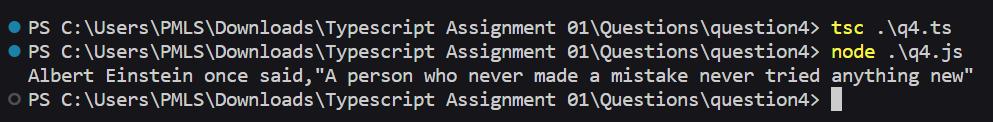 PS C:\Users\PMLS\Downloads\Typescript Assignment 01\Questions\question4> tsc .\q4.ts
PS C:\Users\PMLS\Downloads\Typescript Assignment 01\Questions\question4> node .\q4.js
Albert Einstein once said,"A person who never made a mistake never tried anything new"
PS C:\Users\PMLS\Downloads\Typescript Assignment 01\Questions\question4>